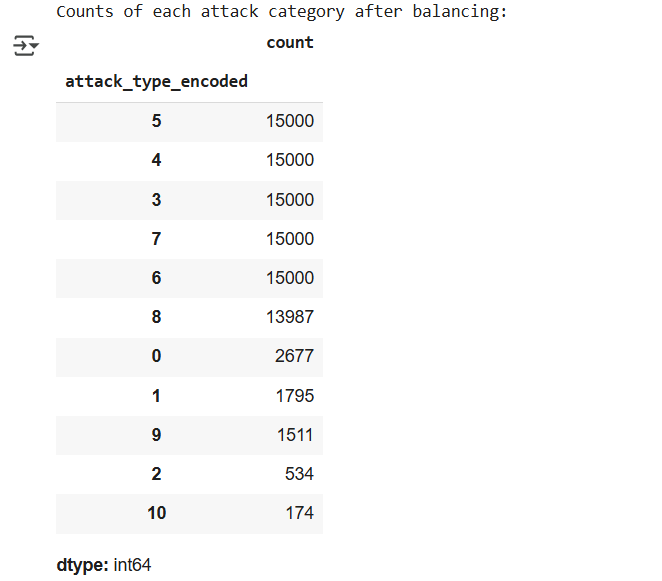 Counts of each attack category after balancing:
count
attack_type_encoded
5 15000
4 15000
3 15000
7 15000
6 15000
8 13987
0 2677
1 1795
9 1511
2 534
10 174
dtype: int64